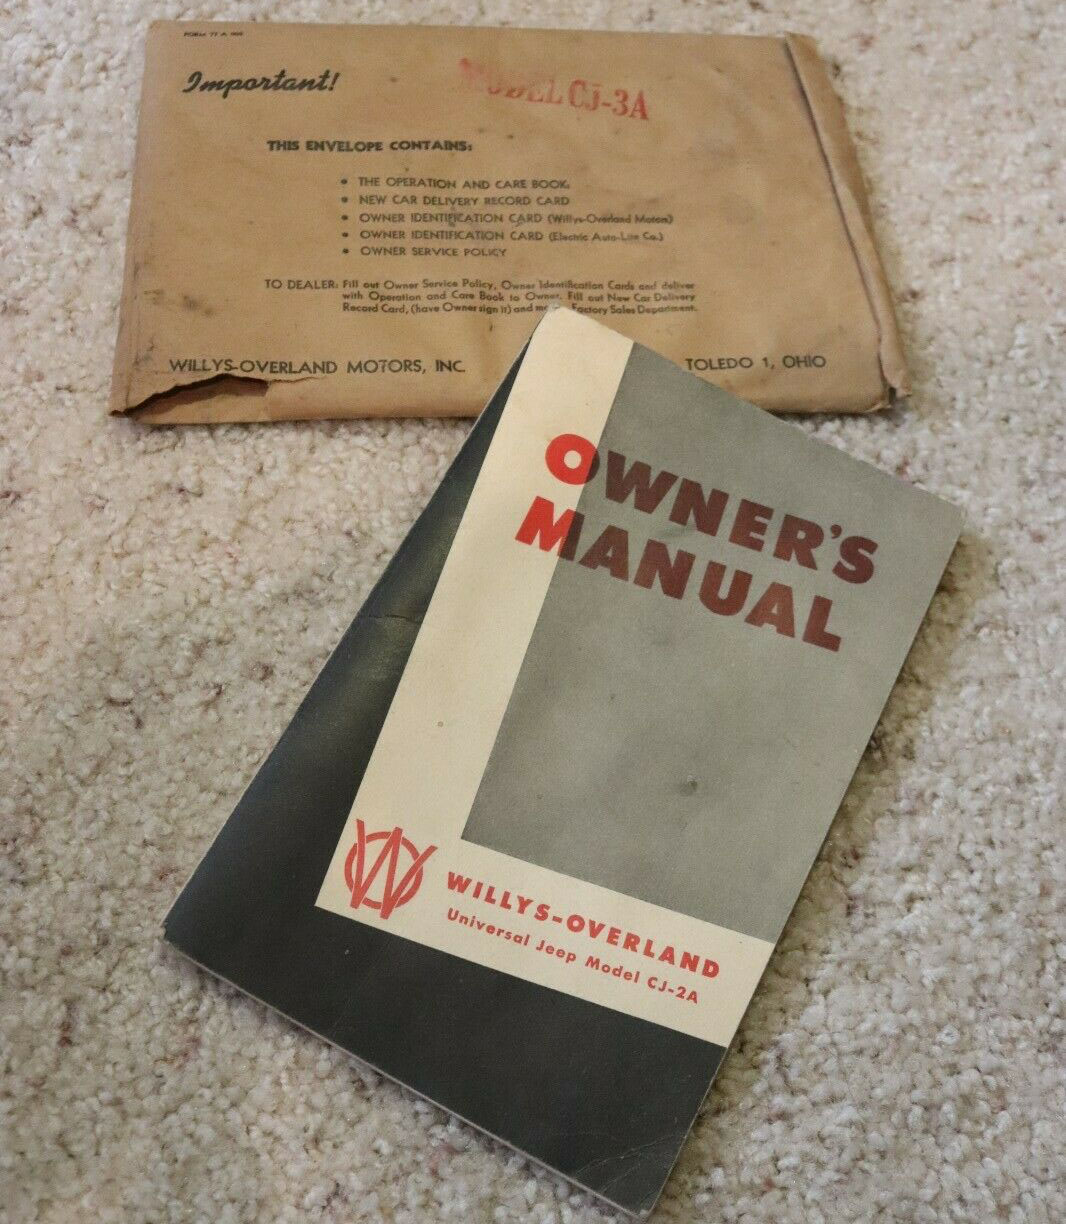 Important!
MODEL CJ-3A
THIS ENVELOPE CONTAINS:
• THE OPERATION AND CARE BOOK
• NEW CAR DELIVERY RECORD CARD
• OWNER IDENTIFICATION CARD (Willys-Overland Motors)
• OWNER IDENTIFICATION CARD (Electric Auto-Lite Co.)
• OWNER SERVICE POLICY
TO DEALER: Fill out Owner Service Policy, Owner Identification Cards and deliver
with Operation and Care Book to Owner. Fill out New Car Delivery
Record Card, (have Owner sign it) and Factory Sales Department.
WILLYS-OVERLAND MOTORS, INC. TOLEDO 1, OHIO
OWNER'S
MANUAL
WO
WILLYS-OVERLAND
Universal Jeep Model CJ-2A